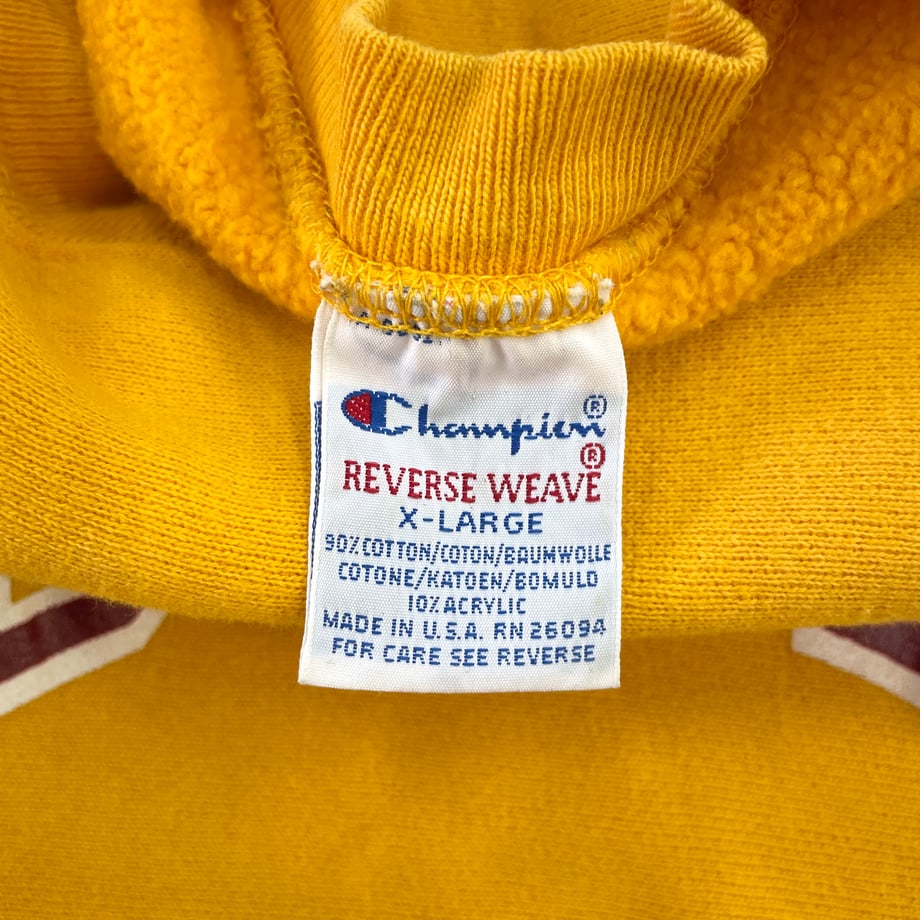 Champion®
REVERSE WEAVE®
X-LARGE
90% COTTON/COTON/BAUMWOLLE
COTONE/KATOEN/BOMULD
10% ACRYLIC
MADE IN U.S.A. RN 26094
FOR CARE SEE REVERSE